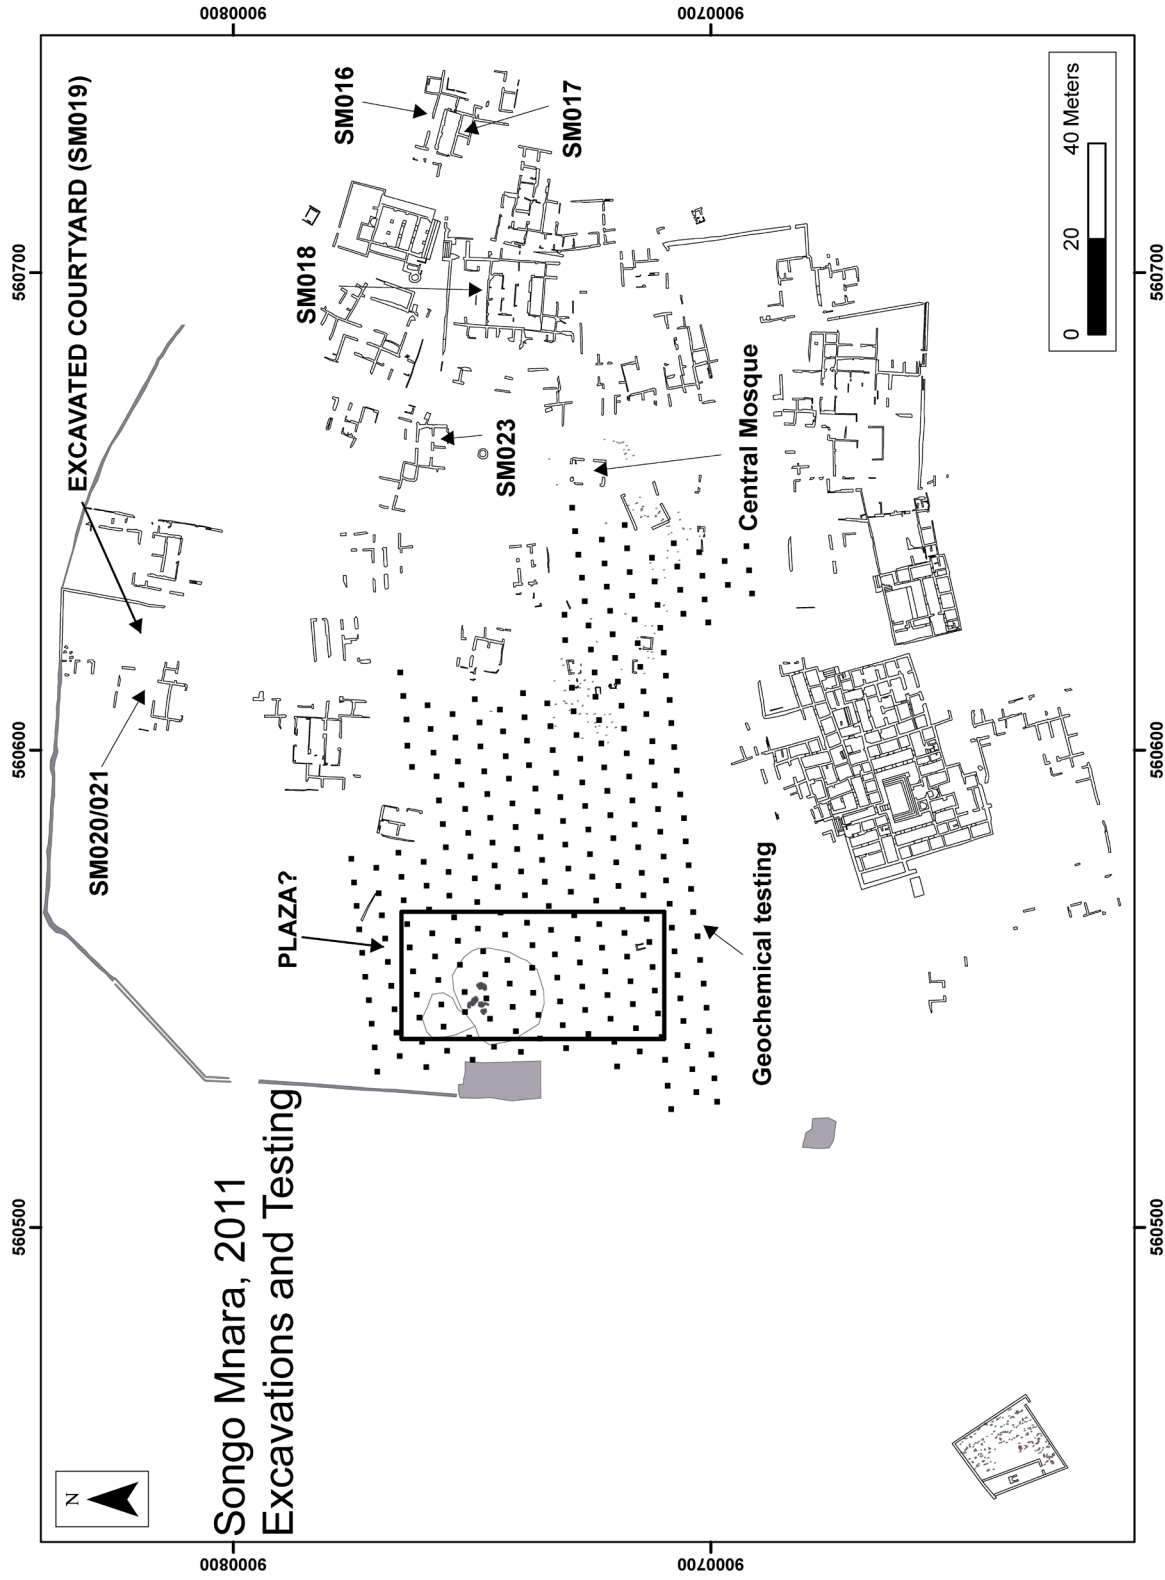 560500
560600
560700
N
EXCAVATED COURTYARD (SM019)
SM020/021
9000800
9000800
Songo Mnara, 2011
Excavations and Testing
PLAZA?
SM018
SM016
SM023
SM017
9000700
9000700
Central Mosque
Geochemical testing
0
20
40 Meters
560500
560600
560700